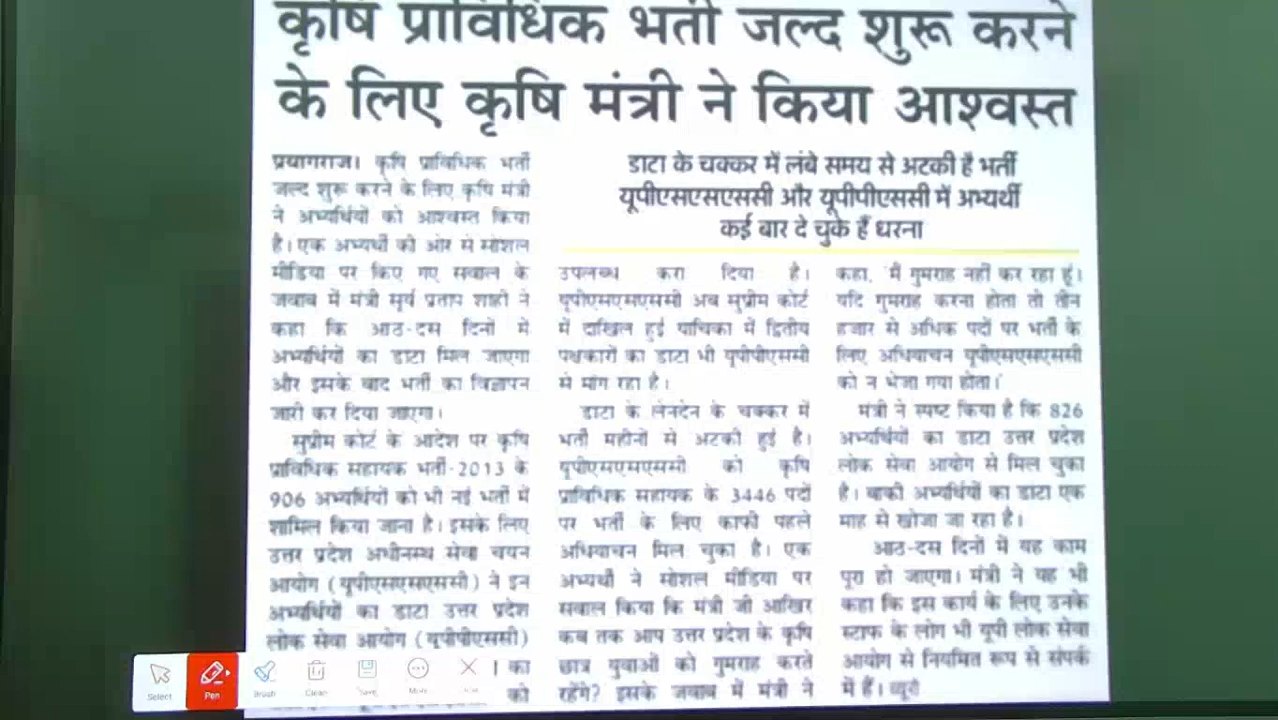 कृषि प्राविधिक भर्ती जल्द शुरू करने
के लिए कृषि मंत्री ने किया आश्वस्त
डाटा के चक्कर में लंबे समय से अटकी है भर्ती
यूपीएसएसएससी और यूपीपीएससी में अभ्यर्थी
कई बार दे चुके हैं धरना
प्रयागराज। कृषि प्राविधिक भर्ती
जल्द शुरू करने के लिए कृषि मंत्री
ने अभ्यर्थियों को आश्वस्त किया
है। एक अभ्यर्थी की ओर से सोशल
मीडिया पर किए गए सवाल के
जवाब में मंत्री सूर्य प्रताप शाही ने
कहा कि आठ-दस दिनों में
अभ्यर्थियों का डाटा मिल जाएगा
और इसके बाद भर्ती का विज्ञापन
जारी कर दिया जाएगा।
सुप्रीम कोर्ट के आदेश पर कृषि
प्राविधिक सहायक भर्ती-2013 के
906 अभ्यर्थियों को भी नई भर्ती में
शामिल किया जाना है। इसके लिए
उत्तर प्रदेश अधीनस्थ सेवा चयन
आयोग (यूपीएसएसएससी) ने इन
अभ्यर्थियों का डाटा उत्तर प्रदेश
लोक सेवा आयोग (यूपीपीएससी)
का
को
उपलब्ध करा दिया है।
यूपीएसएसएससी अब सुप्रीम कोर्ट
में दाखिल हुई याचिका में द्वितीय
पक्षकारों का डाटा भी यूपीपीएससी
से मांग रहा है।
डाटा के लेनदेन के चक्कर में
भर्ती महीनों से अटकी हुई है।
यूपीएसएसएससी को कृषि
प्राविधिक सहायक के 3446 पदों
पर भर्ती के लिए काफी पहले
अधियाचन मिल चुका है। एक
अभ्यर्थी ने सोशल मीडिया पर
सवाल किया कि मंत्री जी आखिर
कब तक आप उत्तर प्रदेश के कृषि
छात्र युवाओं को गुमराह करते
रहेंगे? इसके जवाब में मंत्री ने
कहा, 'मैं गुमराह नहीं कर रहा हूं।
यदि गुमराह करना होता तो तीन
हजार से अधिक पदों पर भर्ती के
लिए अधियाचन यूपीएसएसएससी
को न भेजा गया होता।'
मंत्री ने स्पष्ट किया है कि 826
अभ्यर्थियों का डाटा उत्तर प्रदेश
लोक सेवा आयोग से मिल चुका
है। बाकी अभ्यर्थियों का डाटा एक
माह से खोजा जा रहा है।
आठ-दस दिनों में यह काम
पूरा हो जाएगा। मंत्री ने यह भी
कहा कि इस कार्य के लिए उनके
स्टाफ के लोग भी यूपी लोक सेवा
आयोग से नियमित रूप से संपर्क
में हैं। ब्यूरो
Select Pen Brush Clear Save More